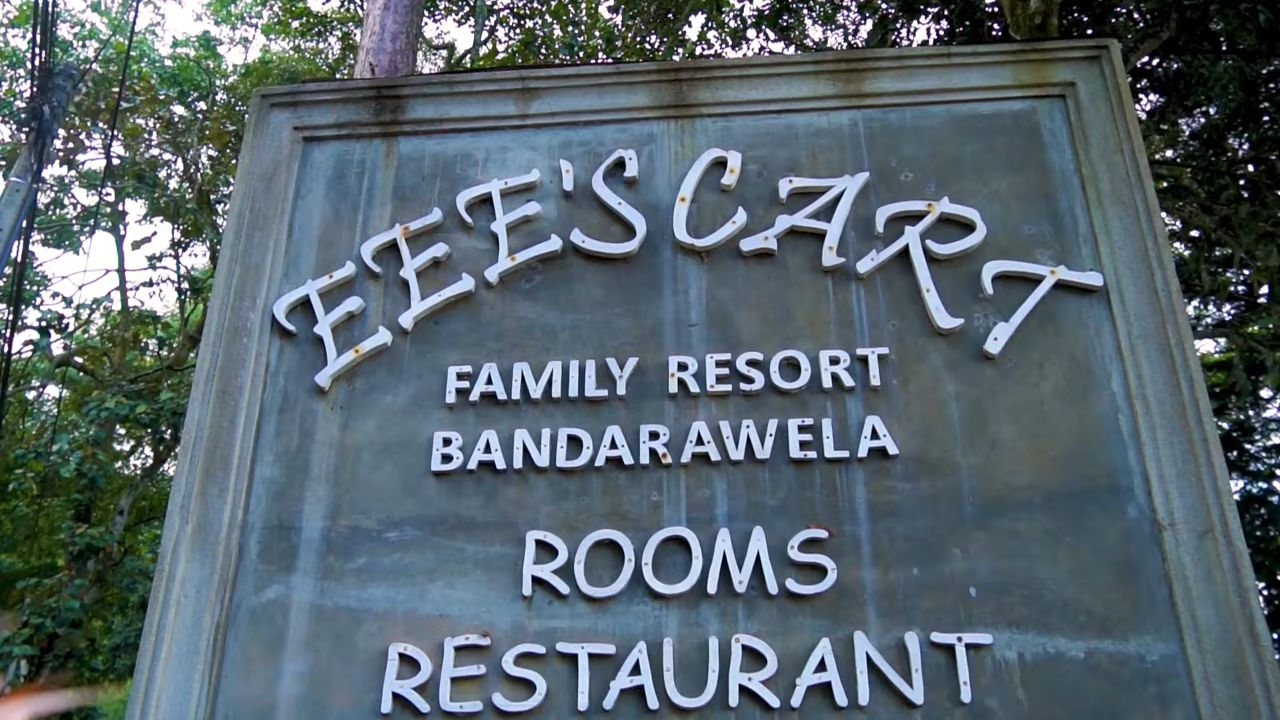 EEE'S CART
FAMILY RESORT
BANDARAWELA
ROOMS
RESTAURANT